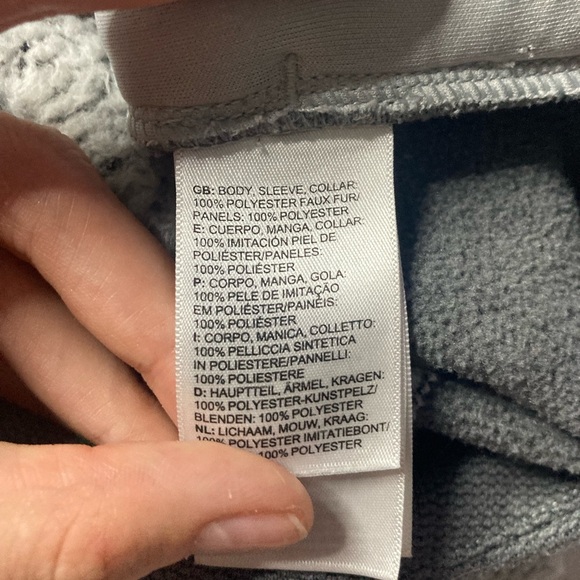 GB: BODY, SLEEVE, COLLAR:
100% POLYESTER FAUX FUR/
PANELS: 100% POLYESTER
E: CUERPO, MANGA, COLLAR:
100% IMITACIÓN PIEL DE
POLIÉSTER/PANELES:
100% POLIÉSTER
P: CORPO, MANGA, GOLA:
100% PELE DE IMITAÇÃO
EM POLIÉSTER/PAINÉIS:
100% POLIÉSTER
I: CORPO, MANICA, COLLETTO:
100% PELLICCIA SINTETICA
IN POLIESTERE/PANNELLI:
100% POLIESTERE
D: HAUPTTEIL, ÄRMEL, KRAGEN:
100% POLYESTER-KUNSTPELZ/
BLENDEN: 100% POLYESTER
NL: LICHAAM, MOUW, KRAAG:
100% POLYESTER IMITATIEBONT/
100% POLYESTER